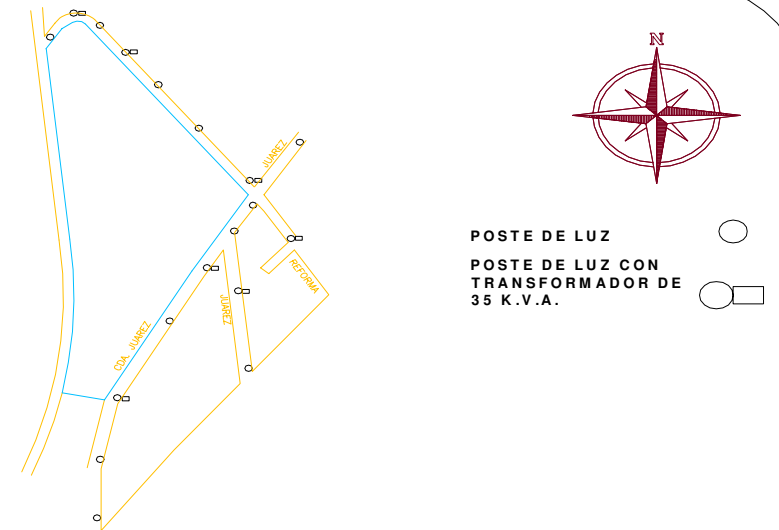 N
JUAREZ
POSTE DE LUZ
POSTE DE LUZ CON
TRANSFORMADOR DE
35 K.V.A.
REFORMA
JUAREZ
CDA. JUAREZ